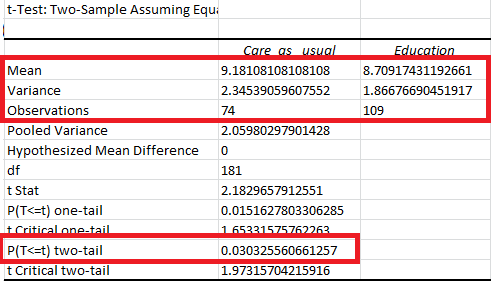 t-Test: Two-Sample Assuming Equa
Care as usual Education
Mean 9.18108108108108 8.70917431192661
Variance 2.34539059607552 1.86676690451917
Observations 74 109
Pooled Variance 2.05980297901428
Hypothesized Mean Difference 0
df 181
t Stat 2.1829657912551
P(T<=t) one-tail 0.0151627803306285
t Critical one-tail 1.65331575762263
P(T<=t) two-tail 0.030325560661257
t Critical two-tail 1.97315704215916